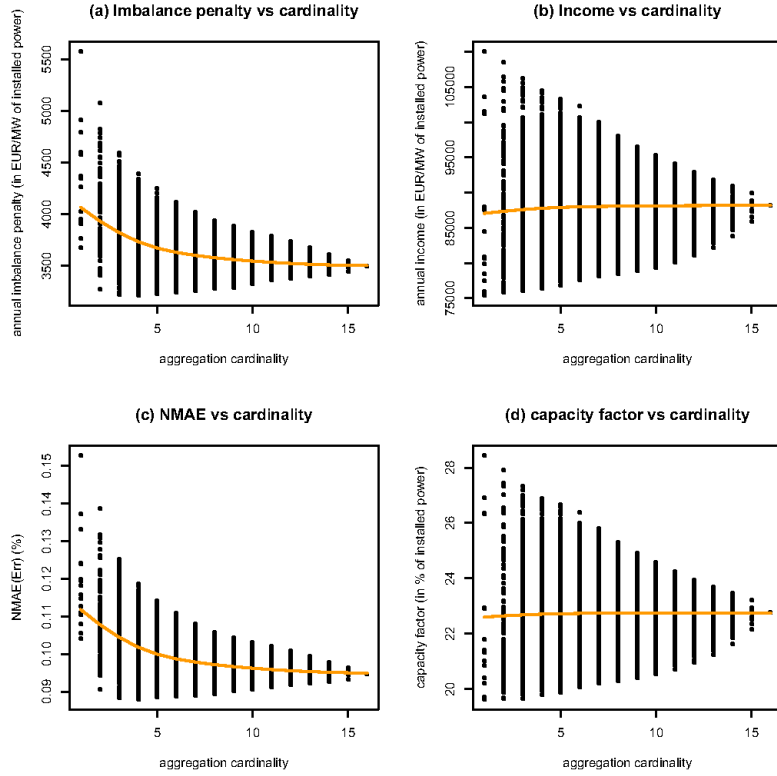 (a) Imbalance penalty vs cardinality
annual imbalance penalty (in EUR/MW of installed power)
3500 4000 4500 5000 5500
5 10 15
aggregation cardinality
(b) Income vs cardinality
annual income (in EUR/MW of installed power)
75000 85000 95000 105000
5 10 15
aggregation cardinality
(c) NMAE vs cardinality
NMAE(Err) (%)
0.09 0.10 0.11 0.12 0.13 0.14 0.15
5 10 15
aggregation cardinality
(d) capacity factor vs cardinality
capacity factor (in % of installed power)
20 22 24 26 28
5 10 15
aggregation cardinality